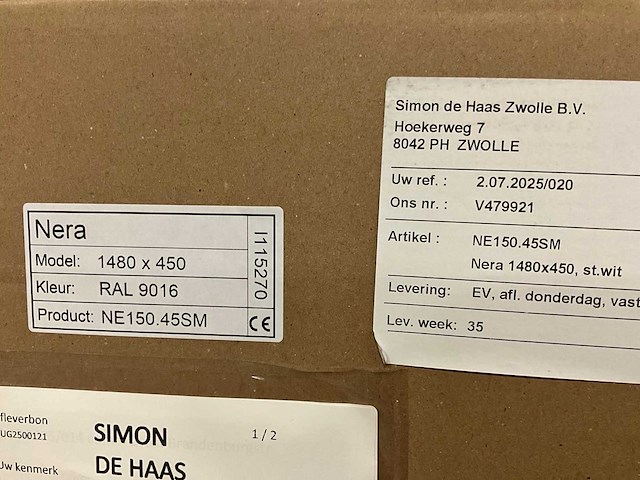 Nera
Model: 1480 x 450
Kleur: RAL 9016
Product: NE150.45SM
I115270
CE
Simon de Haas Zwolle B.V.
Hoekerweg 7
8042 PH ZWOLLE
Uw ref. : 2.07.2025/020
Ons nr. : V479921
Artikel : NE150.45SM
Nera 1480x450, st.wit
Levering: EV, afl. donderdag, vast
Lev. week: 35
fleverbon
UG2500121
SIMON
DE HAAS
1 / 2
Uw kenmerk